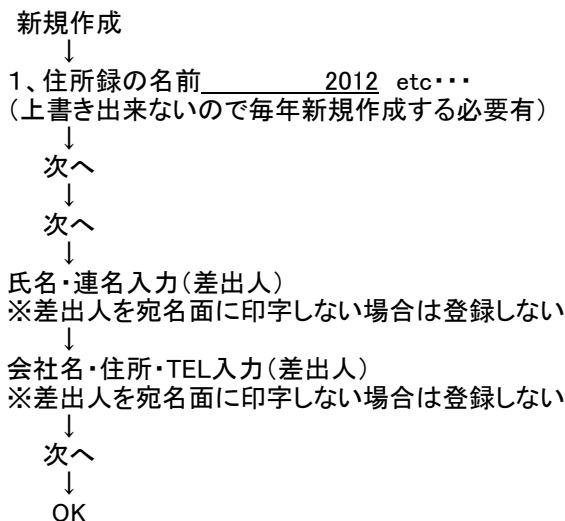 新規作成
↓
１、住所録の名前＿＿＿＿＿2012 etc･･･
(上書き出来ないので毎年新規作成する必要有)
↓
次へ
↓
次へ
↓
氏名･連名入力(差出人)
※差出人を宛名面に印字しない場合は登録しない
↓
会社名･住所･TEL入力(差出人)
※差出人を宛名面に印字しない場合は登録しない
↓
次へ
↓
OK